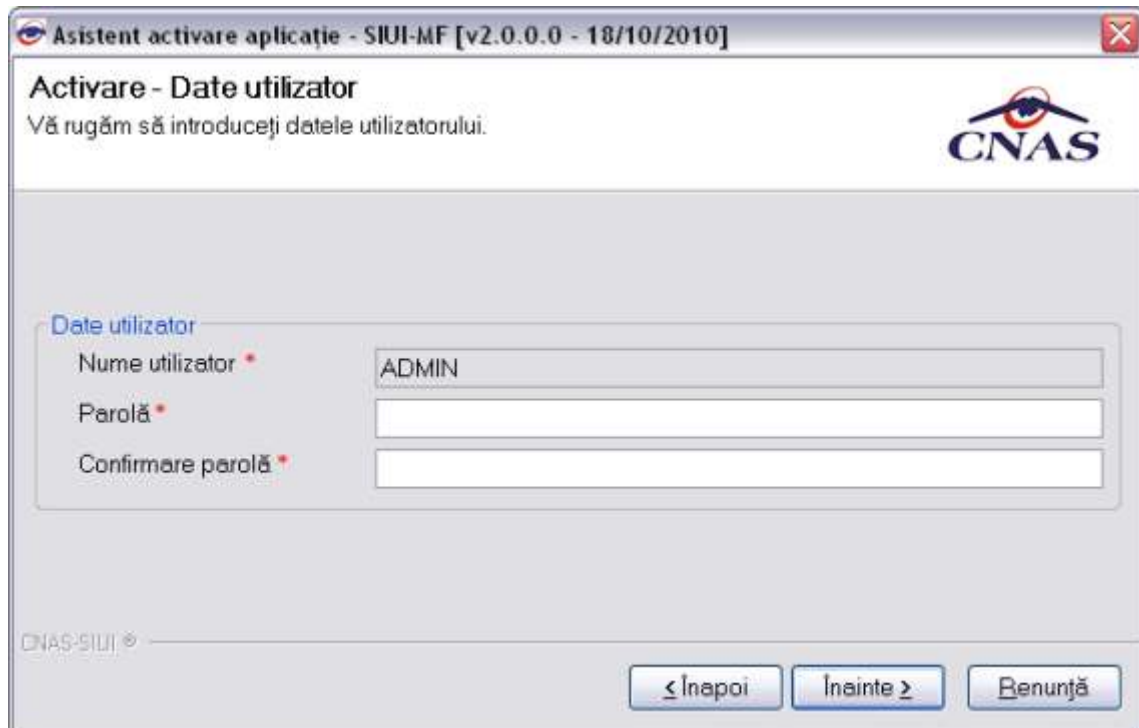 Asistent activare aplicație - SIUI-MF [v2.0.0.0 - 18/10/2010]
Activare - Date utilizator
Vă rugăm să introduceți datele utilizatorului.
CNAS
Date utilizator
Nume utilizator * ADMIN
Parolă *
Confirmare parolă *
CNAS-SIUI ®
< Înapoi Înainte > Renunță